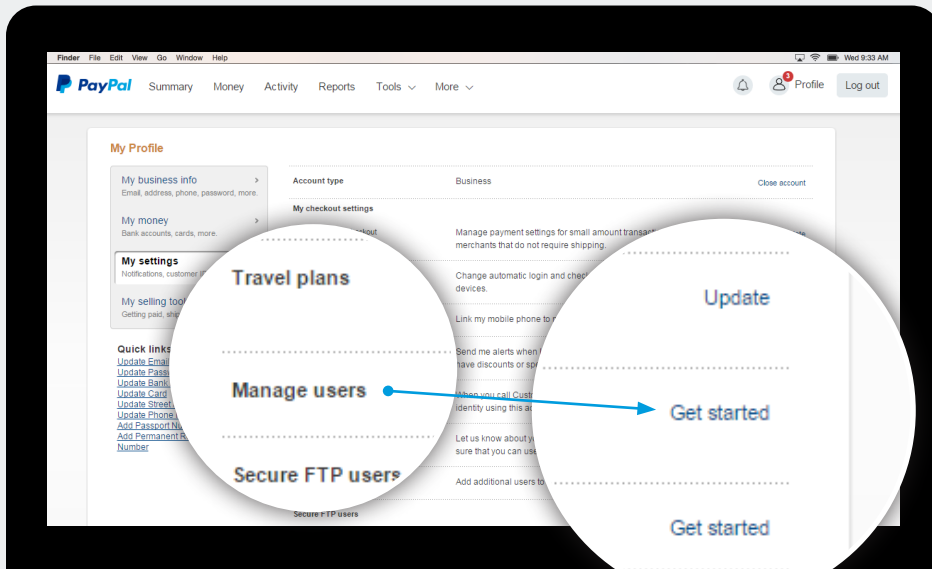 Finder File Edit View Go Window Help Wed 9:33 AM
PayPal Summary Money Activity Reports Tools More 3 Profile Log out
My Profile
My business info
Email, address, phone, password, more.
My money
Bank accounts, cards, more.
My settings
Notifications, customer
My selling tool
Getting paid,
Quick links
Update Email
Update
Update Bank
Update Card
Update Street
Update Phone
Add Passport
Add Permanent
Number
Account type Business Close account
My checkout settings
Manage payment settings for small amount
merchants that do not require shipping.
Change automatic login and
devices.
Link my mobile phone to
Send me alerts when
have discounts or
When you call
identity using this
Let us know about
sure that you can use
Add additional users to
Secure FTP users
Travel plans
Manage users
Secure FTP users
Update
Get started
Get started